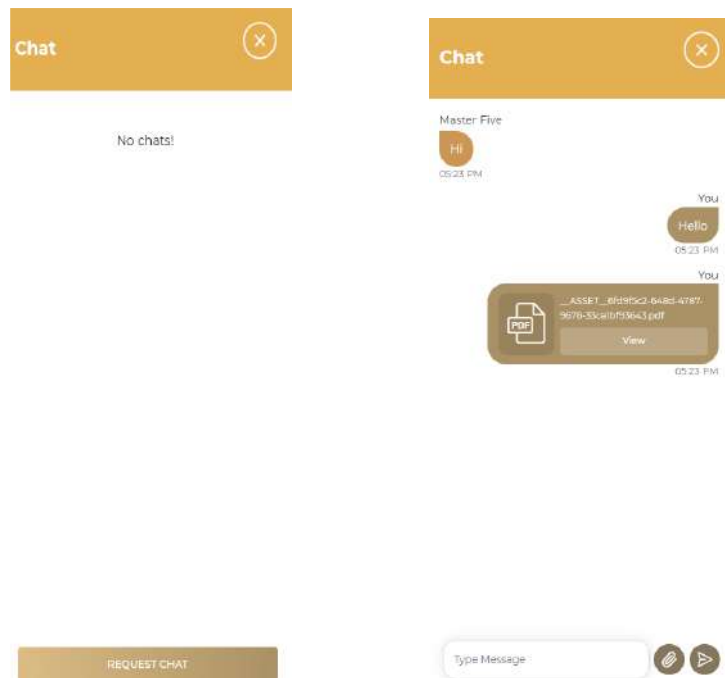 Chat
No chats!
REQUEST CHAT
Chat
Master Five
Hi
05:23 PM
You
Hello
05:23 PM
You
PDF
View
05:23 PM
Type Message